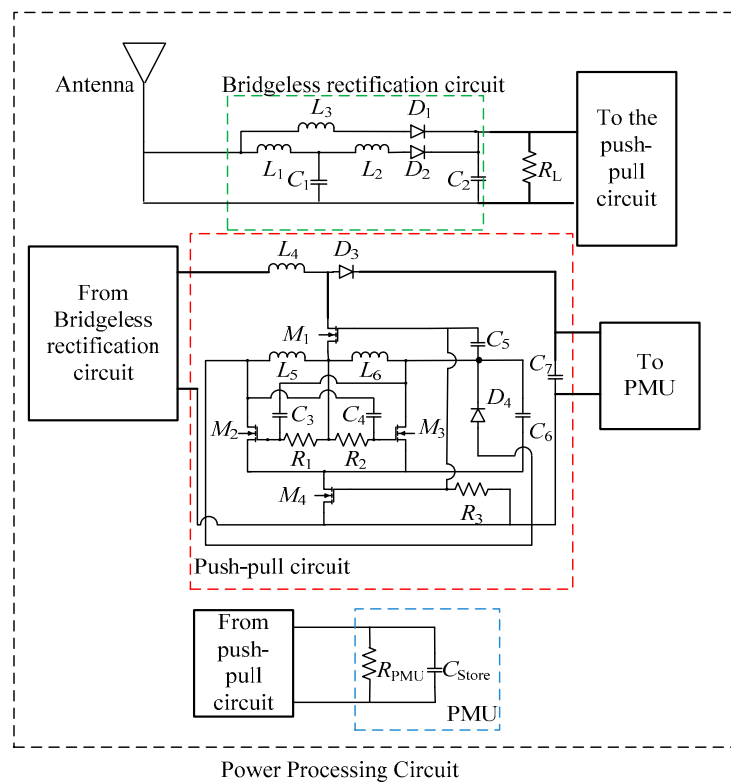 Antenna
Bridgeless rectification circuit
L3
D1
L1
C1
L2
D2
C2
RL
To the
push-
pull
circuit
From
Bridgeless
rectification
circuit
L4
D3
M1
C5
L5
L6
C7
D4
C3
C4
C6
M2
M3
R1
R2
M4
R3
To
PMU
Push-pull circuit
From
push-
pull
circuit
RPMU
CStore
PMU
Power Processing Circuit